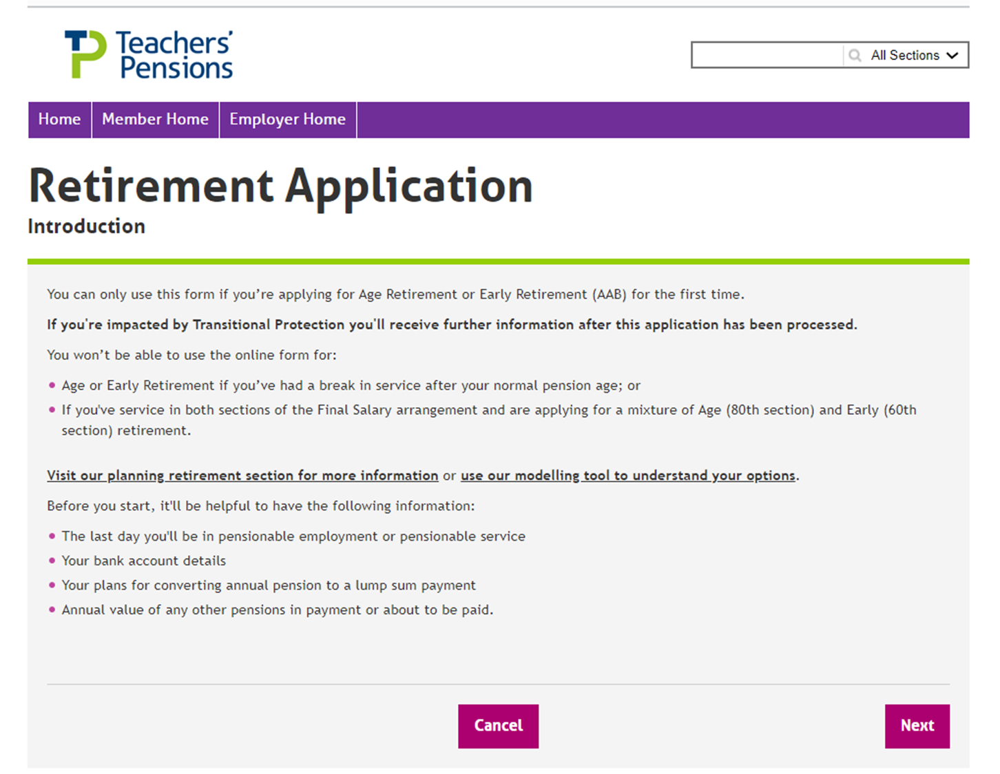 TP Teachers'
Pensions
All Sections
Home
Member Home
Employer Home
Retirement Application
Introduction
You can only use this form if you’re applying for Age Retirement or Early Retirement (AAB) for the first time.
If you're impacted by Transitional Protection you'll receive further information after this application has been processed.
You won’t be able to use the online form for:
• Age or Early Retirement if you’ve had a break in service after your normal pension age; or
• If you've service in both sections of the Final Salary arrangement and are applying for a mixture of Age (80th section) and Early (60th
section) retirement.
Visit our planning retirement section for more information or use our modelling tool to understand your options.
Before you start, it'll be helpful to have the following information:
• The last day you'll be in pensionable employment or pensionable service
• Your bank account details
• Your plans for converting annual pension to a lump sum payment
• Annual value of any other pensions in payment or about to be paid.
Cancel
Next